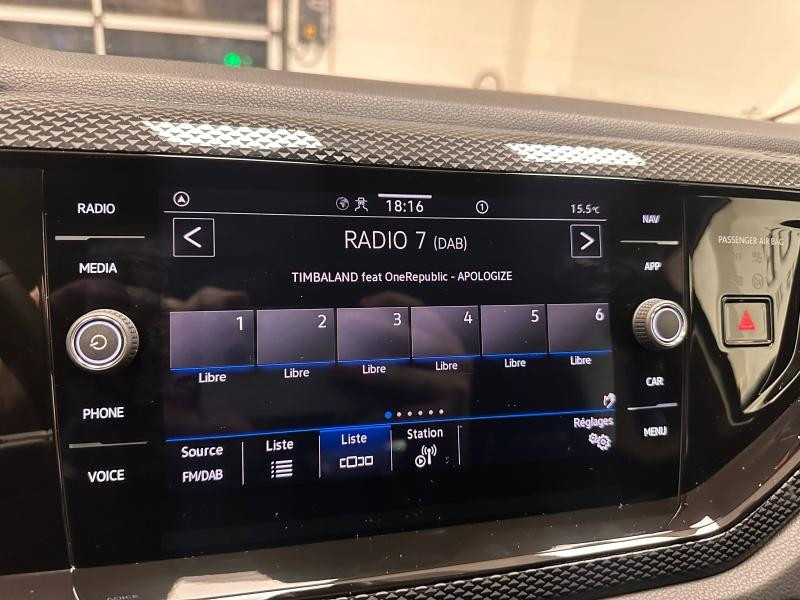 18:16
1
15.5°C
RADIO
MEDIA
PHONE
VOICE
RADIO 7 (DAB)
TIMBALAND feat OneRepublic - APOLOGIZE
1 2 3 4 5 6
Libre Libre Libre Libre Libre Libre
Source
FM/DAB
Liste
Liste
Station
Réglages
NAV
APP
CAR
MENU
PASSENGER AIR BAG